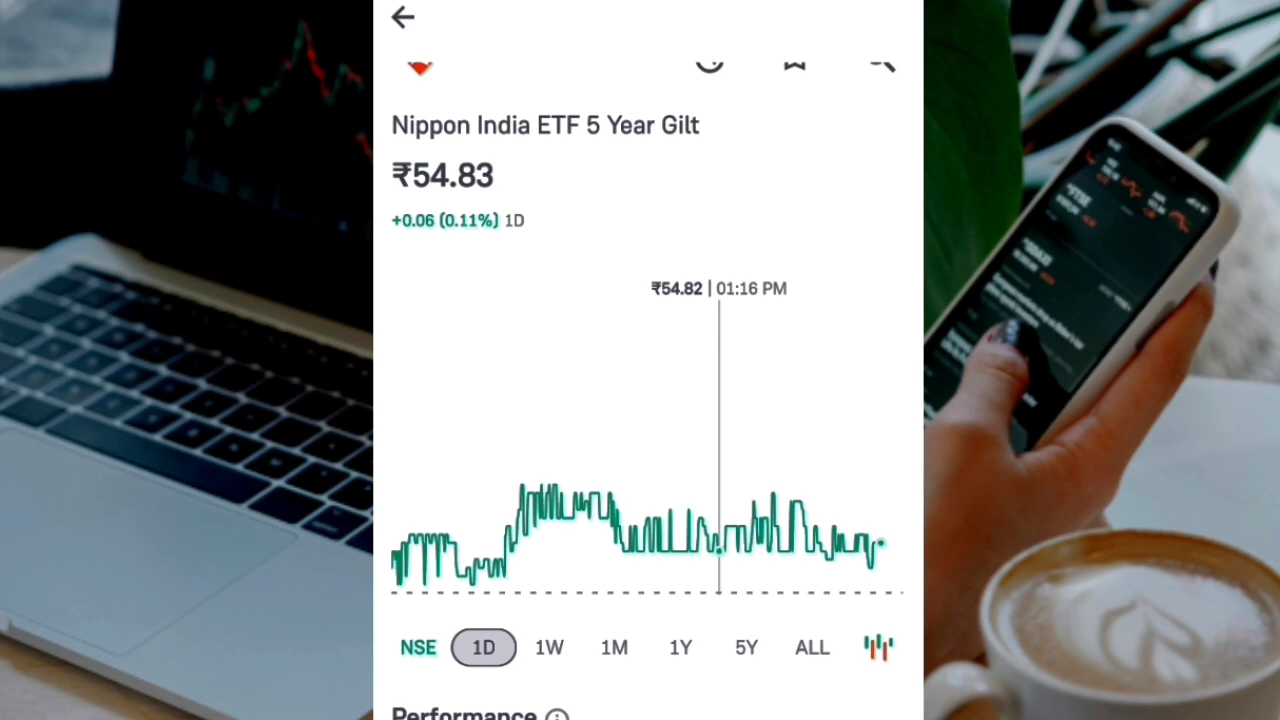 Nippon India ETF 5 Year Gilt
₹54.83
+0.06 (0.11%) 1D
₹54.82 | 01:16 PM
NSE 1D 1W 1M 1Y 5Y ALL
Performance